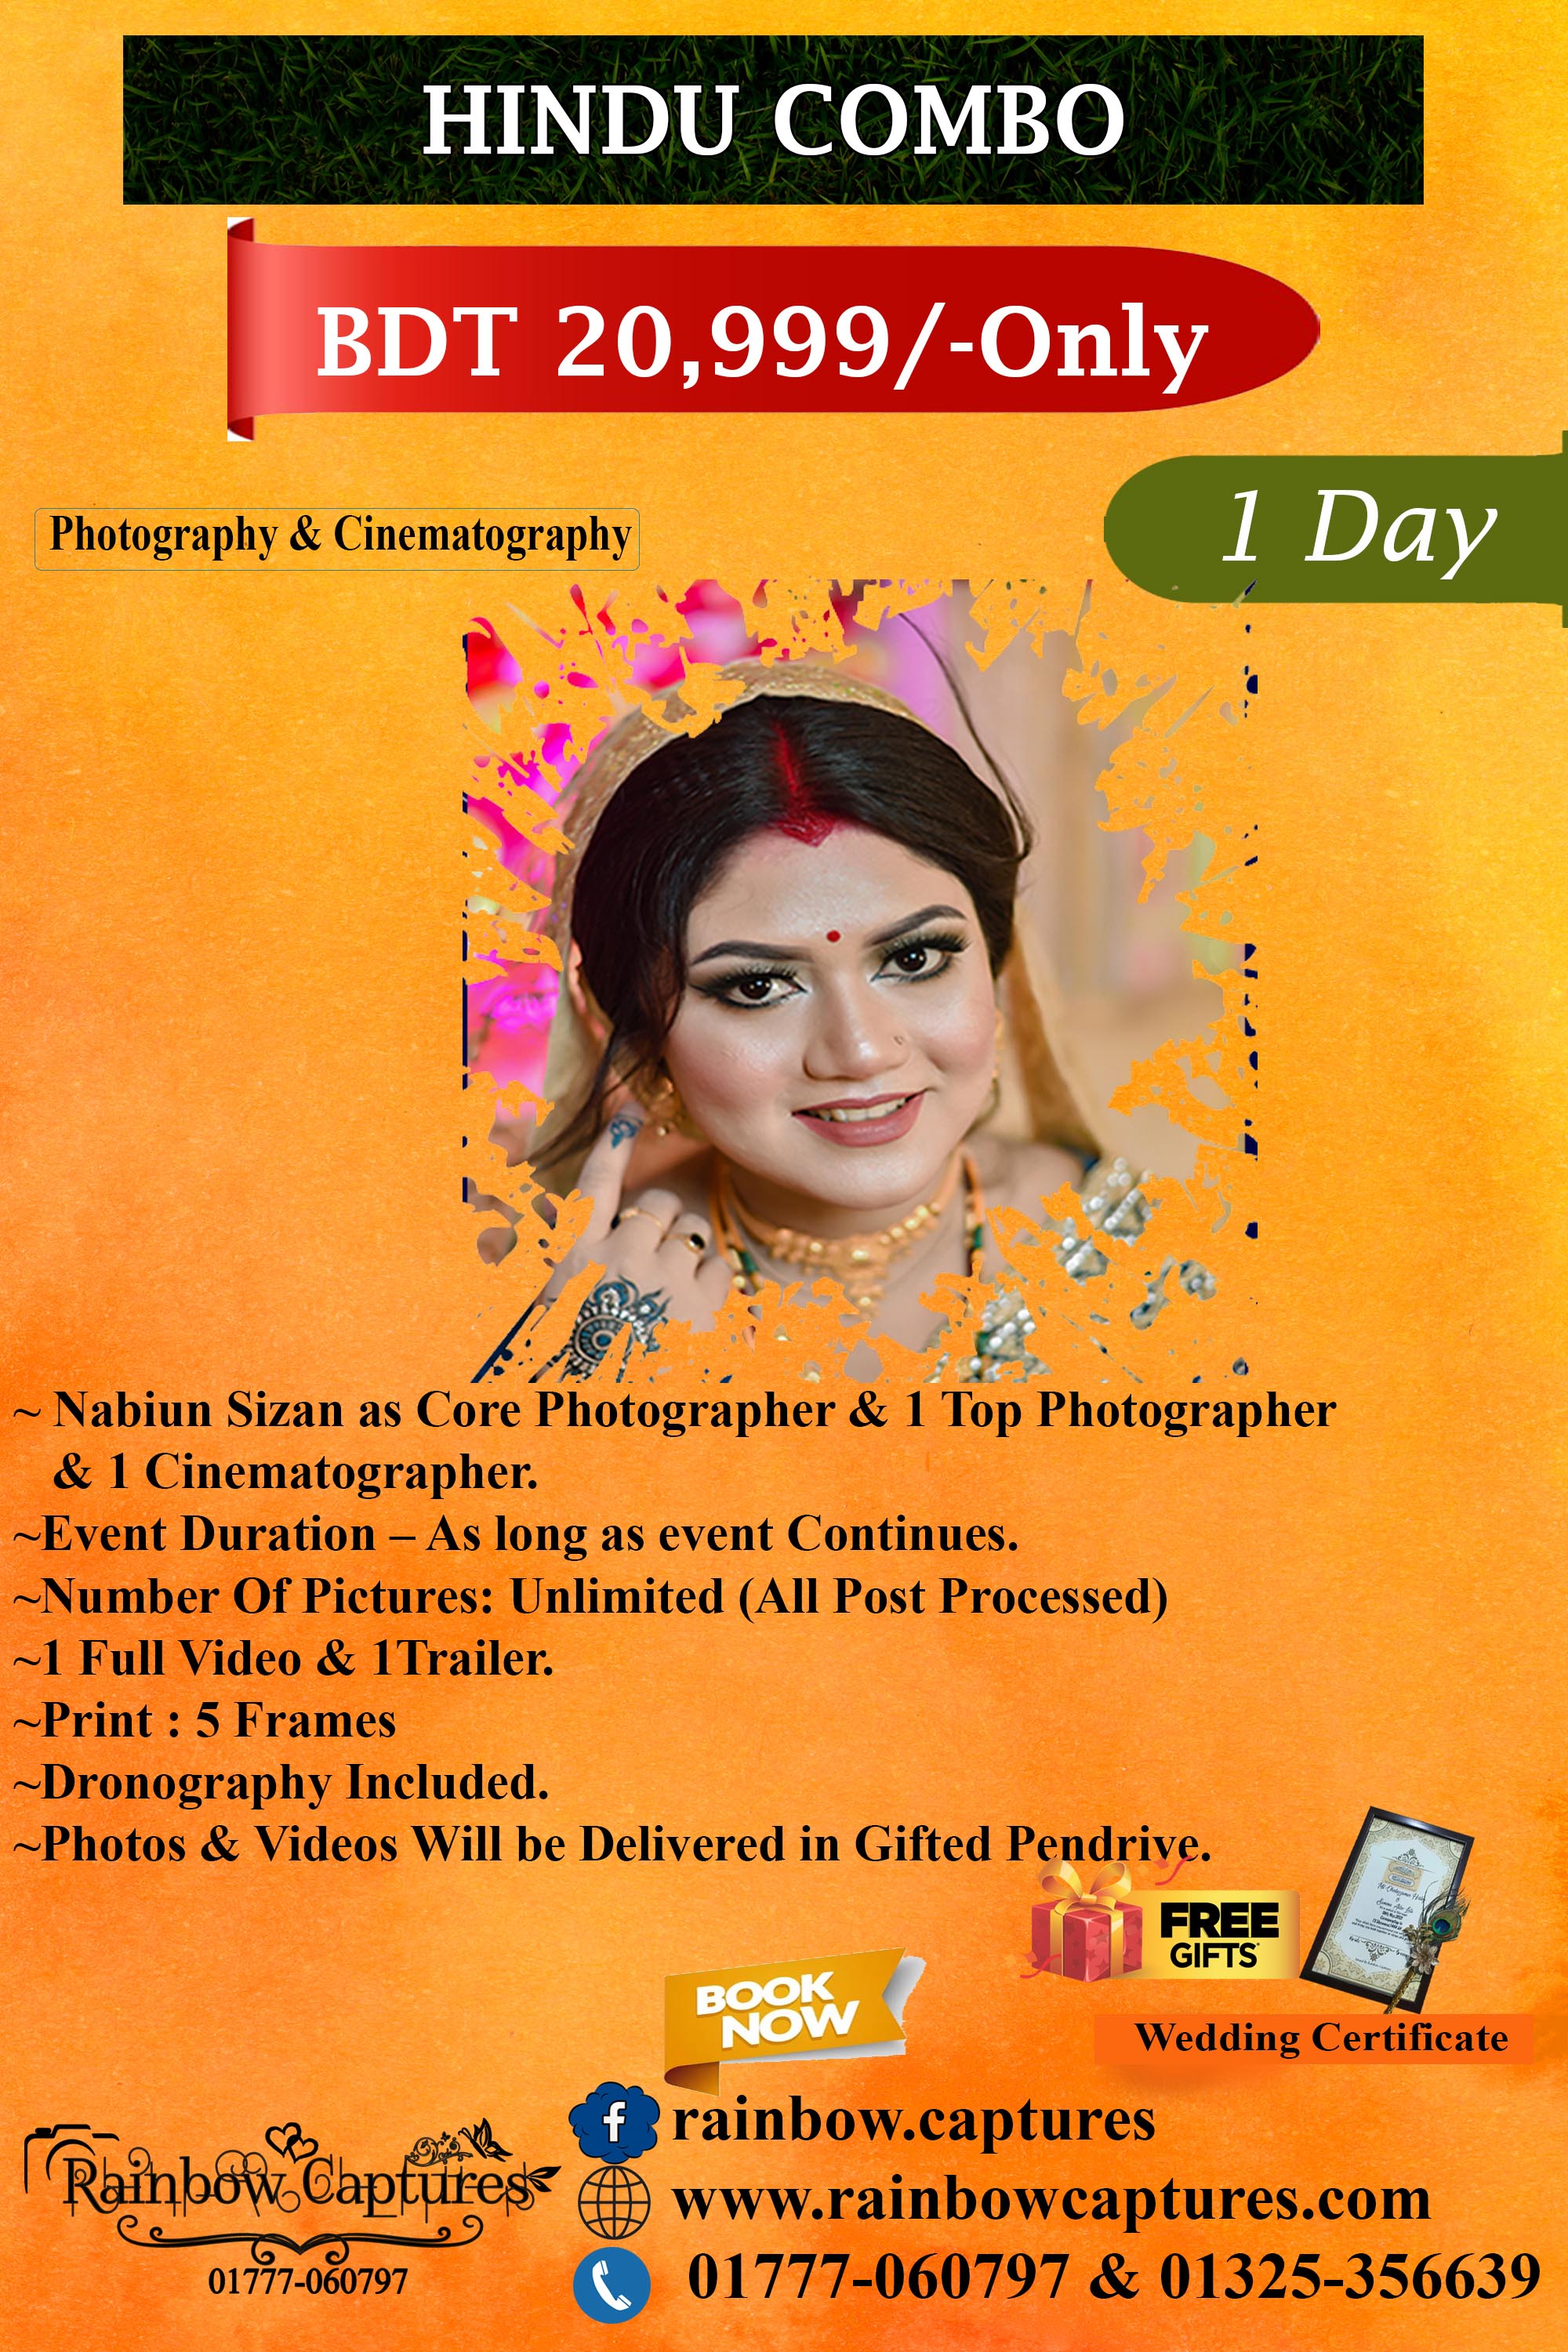 HINDU COMBO
BDT 20,999/-Only
1 Day
Photography & Cinematography
~ Nabiun Sizan as Core Photographer & 1 Top Photographer
& 1 Cinematographer.
~Event Duration – As long as event Continues.
~Number Of Pictures: Unlimited (All Post Processed)
~1 Full Video & 1Trailer.
~Print : 5 Frames
~Dronography Included.
~Photos & Videos Will be Delivered in Gifted Pendrive.
FREE
GIFTS
BOOK
NOW
Wedding Certificate
f rainbow.captures
Rainbow Captures
www.rainbowcaptures.com
01777-060797
01777-060797 & 01325-356639